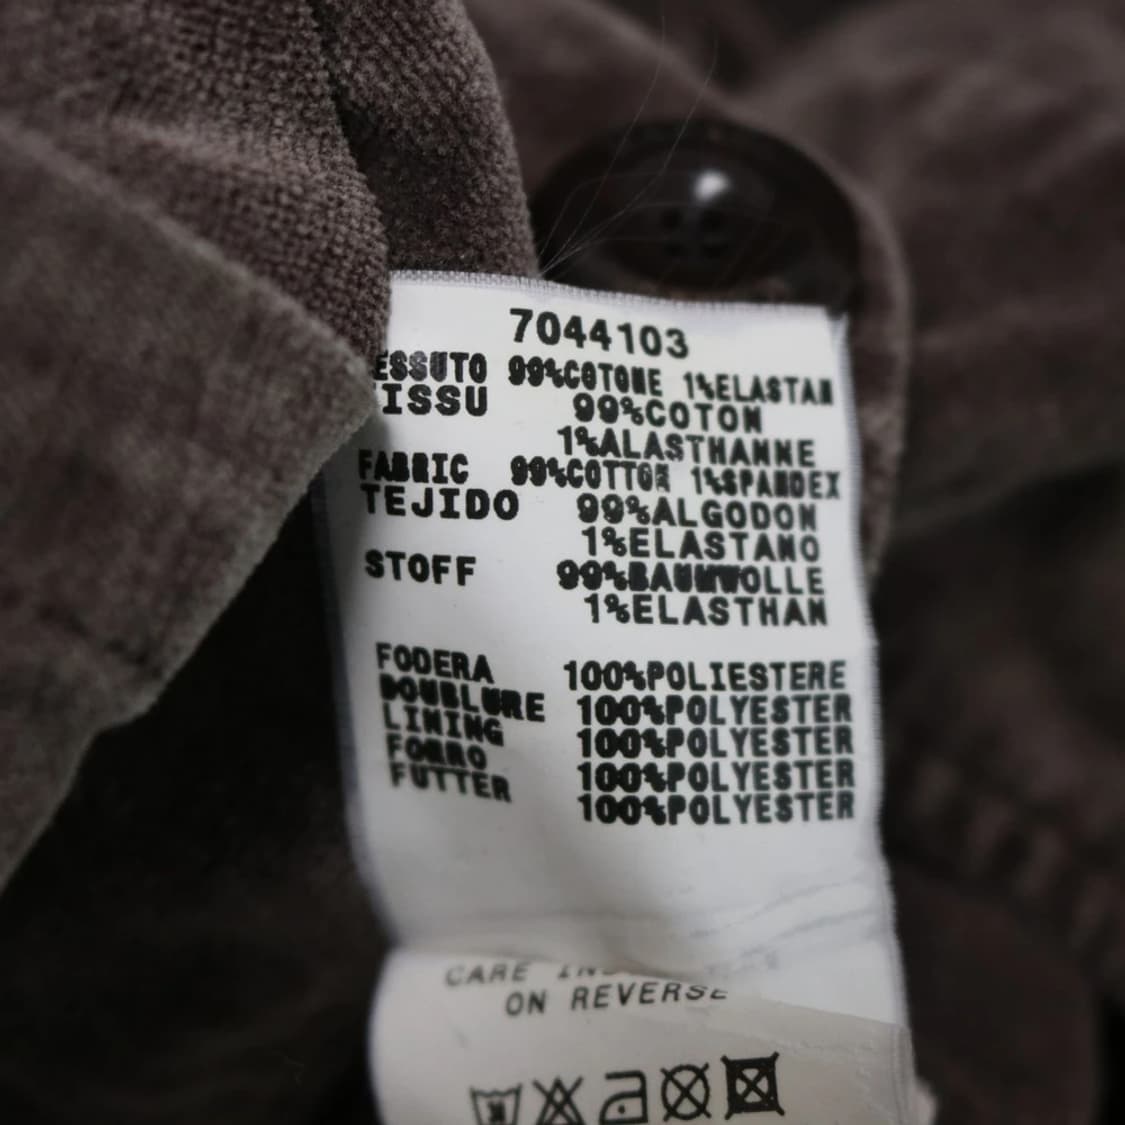 7044103
ESSUTO 99%COTONE 1%ELASTAN
ISSU 99%COTON
1%ALASTHANNE
FABRIC 99%COTTON 1%SPANDEX
TEJIDO 99%ALGODON
1%ELASTANO
STOFF 99%BAUMWOLLE
1%ELASTHAN
FODERA 100%POLIESTERE
DOUBLURE 100%POLYESTER
LINING 100%POLYESTER
FORRO 100%POLYESTER
FUTTER 100%POLYESTER
CARE
ON REVERSE